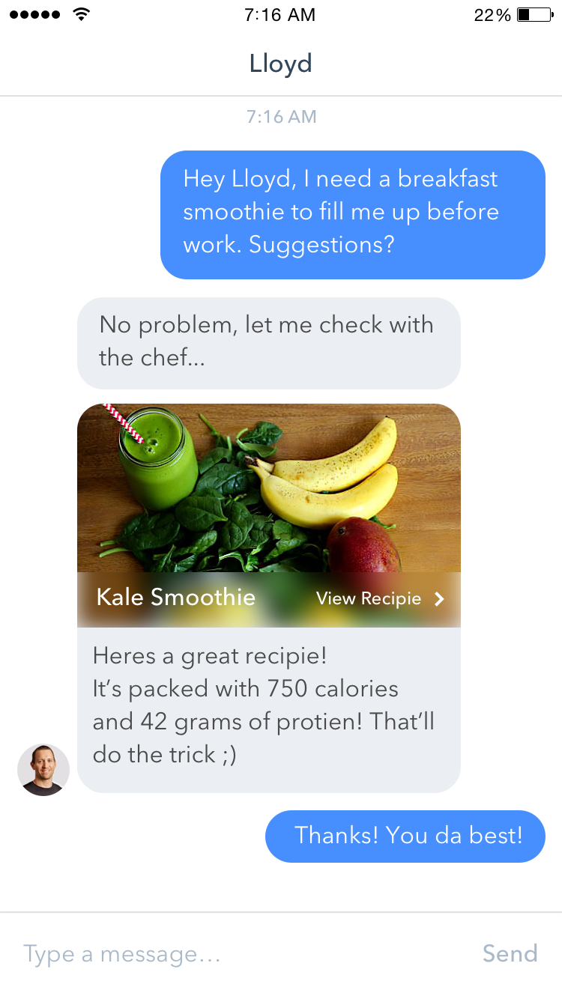 7:16 AM
22%
Lloyd
7:16 AM
Hey Lloyd, I need a breakfast
smoothie to fill me up before
work. Suggestions?
No problem, let me check with
the chef...
Kale Smoothie
View Recipie
Heres a great recipie!
It’s packed with 750 calories
and 42 grams of protien! That’ll
do the trick ;)
Thanks! You da best!
Type a message...
Send